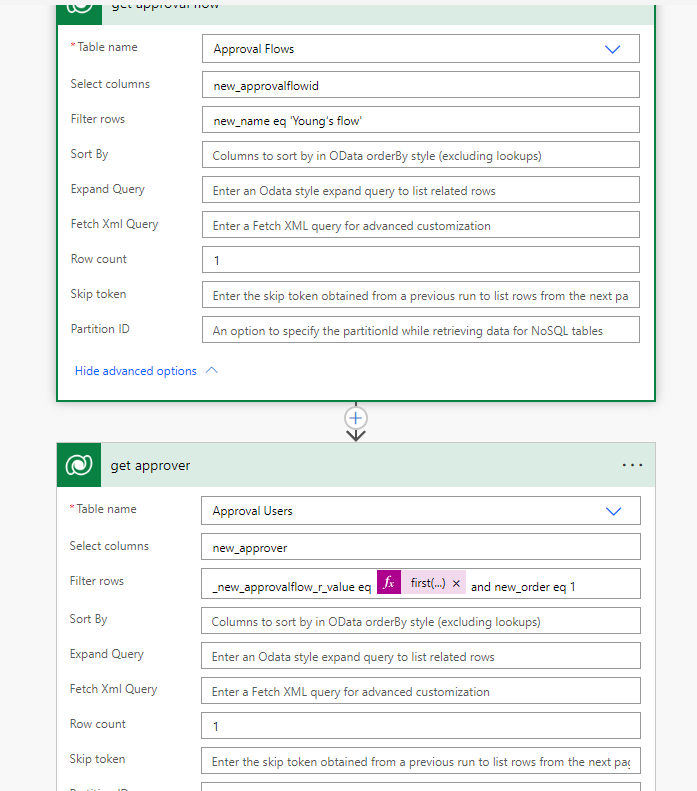 get approval flow
* Table name
Approval Flows
Select columns
new_approvalflowid
Filter rows
new_name eq 'Young's flow'
Sort By
Columns to sort by in OData orderBy style (excluding lookups)
Expand Query
Enter an Odata style expand query to list related rows
Fetch Xml Query
Enter a Fetch XML query for advanced customization
Row count
1
Skip token
Enter the skip token obtained from a previous run to list rows from the next pa
Partition ID
An option to specify the partitionId while retrieving data for NoSQL tables
Hide advanced options
get approver
* Table name
Approval Users
Select columns
new_approver
Filter rows
_new_approvalflow_r_value eq fx first(...) × and new_order eq 1
Sort By
Columns to sort by in OData orderBy style (excluding lookups)
Expand Query
Enter an Odata style expand query to list related rows
Fetch Xml Query
Enter a Fetch XML query for advanced customization
Row count
1
Skip token
Enter the skip token obtained from a previous run to list rows from the next pag
Partition ID